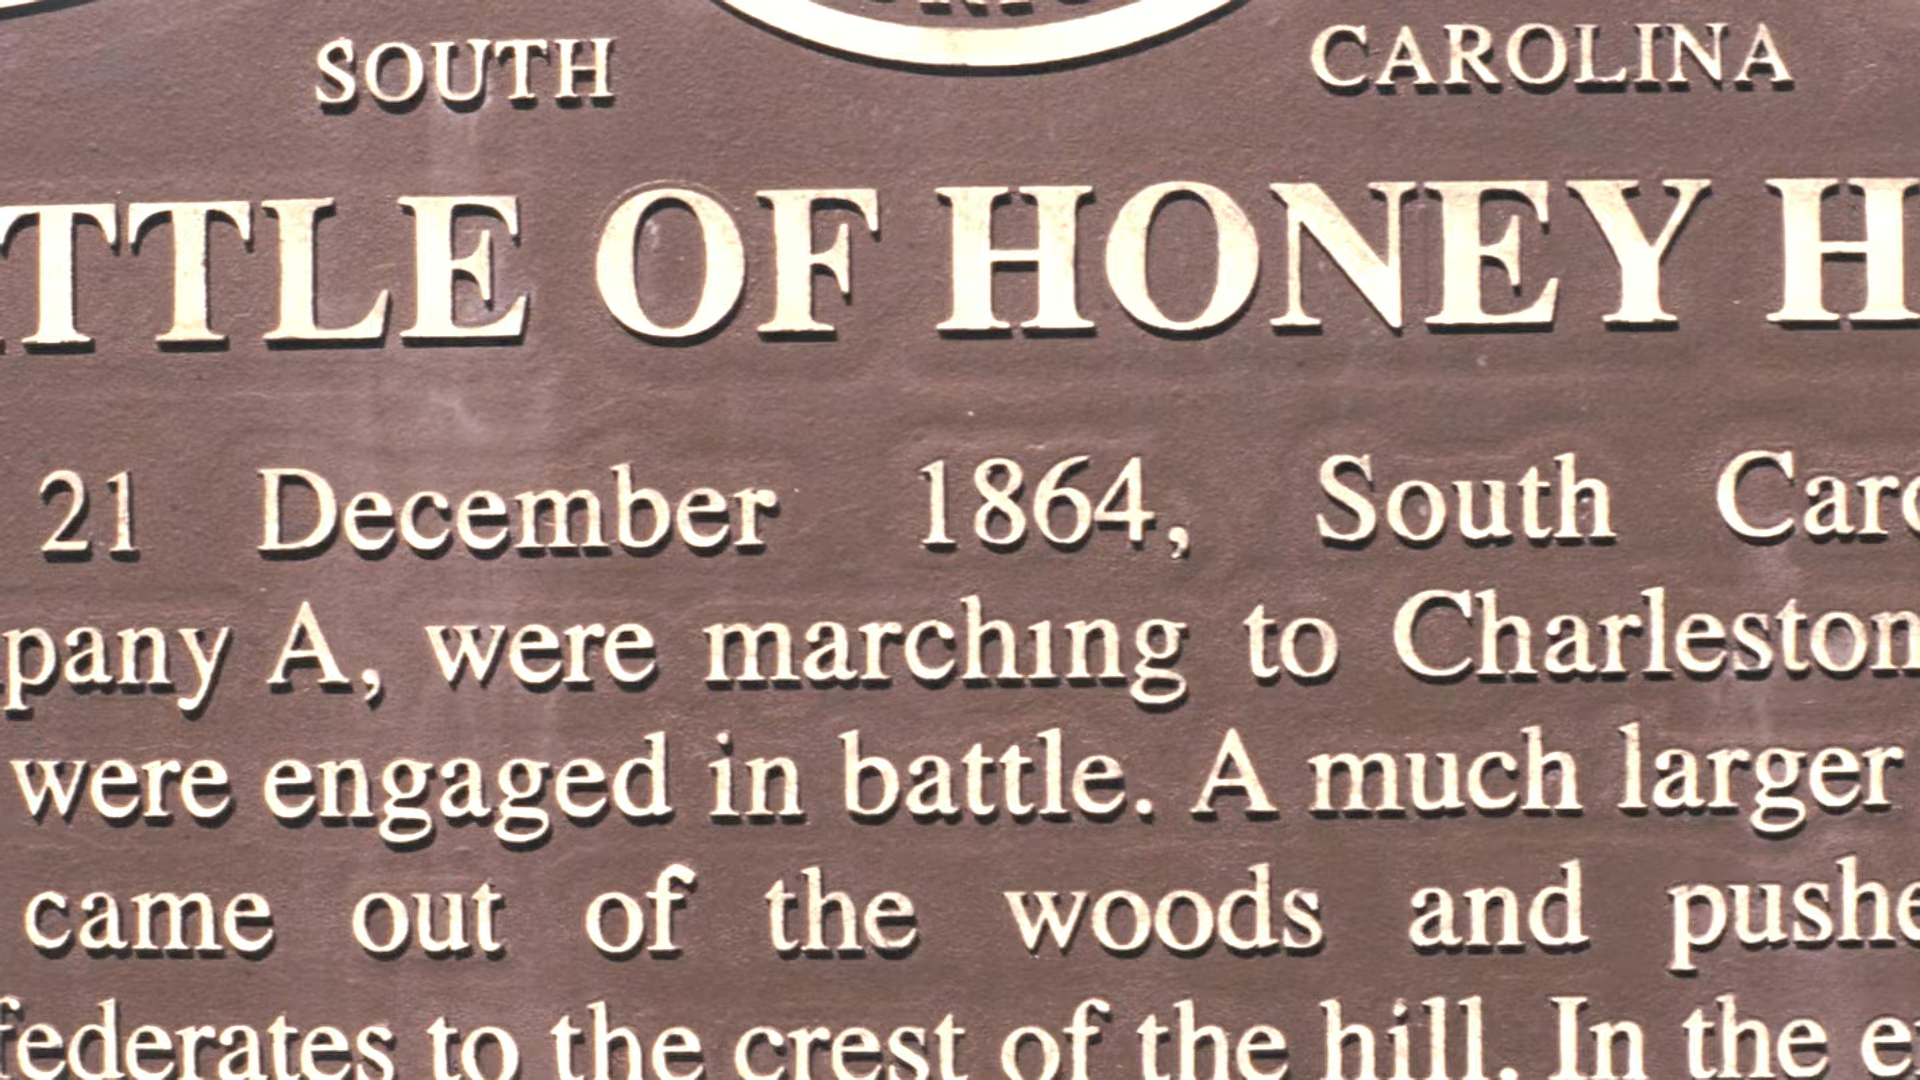 SOUTH CAROLINA
TTLE OF HONEY H
21 December 1864, South Caro
pany A, were marching to Charleston
were engaged in battle. A much larger
came out of the woods and pushe
federates to the crest of the hill. In the e